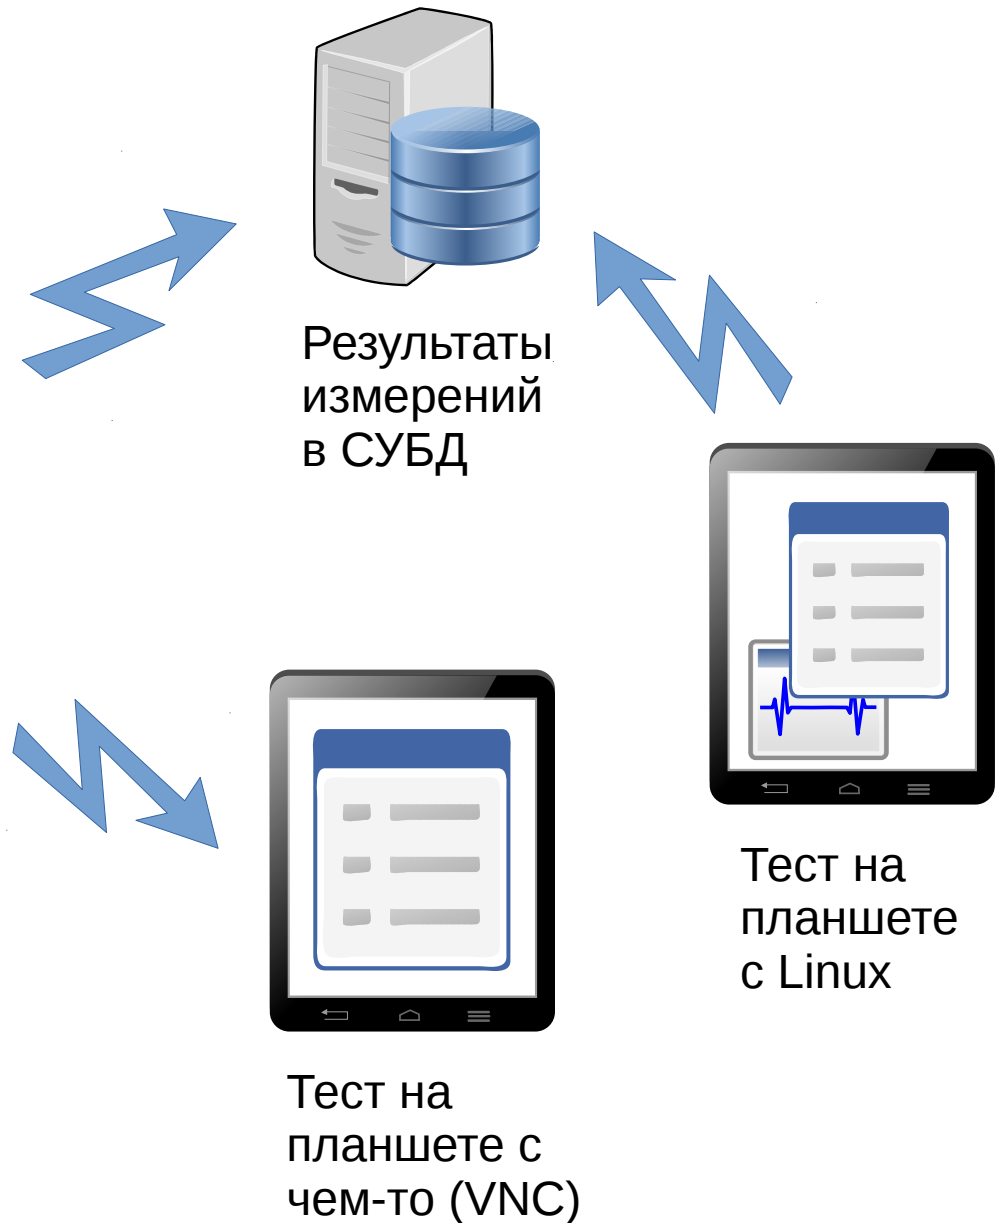 Результаты
измерений
в СУБД
Тест на
планшете
с Linux
Тест на
планшете с
чем-то (VNC)